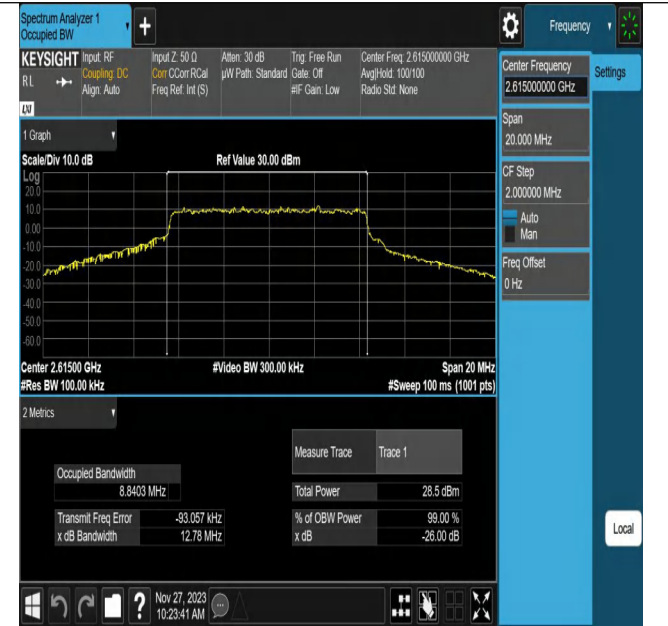 Spectrum Analyzer 1
Occupied BW
Frequency
KEYSIGHT
R L
LXI
Input: RF
Coupling: DC
Align: Auto
Input Z: 50 Ω
Corr CCorr RCal
Freq Ref: Int (S)
Atten: 30 dB
µW Path: Standard
Trig: Free Run
Gate: Off
#IF Gain: Low
Center Freq: 2.615000000 GHz
Avg|Hold: 100/100
Radio Std: None
Center Frequency
2.615000000 GHz
Settings
Span
20.000 MHz
CF Step
2.000000 MHz
Auto
Man
Freq Offset
0 Hz
1 Graph
Scale/Div 10.0 dB
Ref Value 30.00 dBm
Log
20.0
10.0
0.00
-10.0
-20.0
-30.0
-40.0
-50.0
-60.0
Center 2.61500 GHz
#Video BW 300.00 kHz
Span 20 MHz
#Res BW 100.00 kHz
#Sweep 100 ms (1001 pts)
2 Metrics
Measure Trace
Trace 1
Occupied Bandwidth
8.8403 MHz
Total Power
28.5 dBm
Transmit Freq Error
-93.057 kHz
% of OBW Power
99.00 %
x dB Bandwidth
12.78 MHz
x dB
-26.00 dB
Local
?
Nov 27, 2023
10:23:41 AM